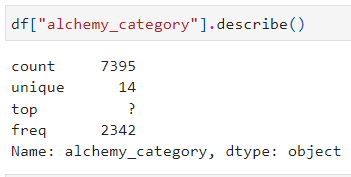 df["alchemy_category"].describe()
count 7395
unique 14
top ?
freq 2342
Name: alchemy_category, dtype: object